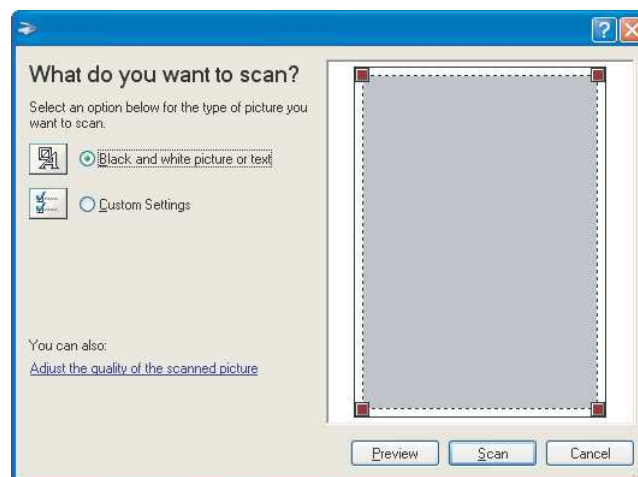 What do you want to scan?
Select an option below for the type of picture you
want to scan.
Black and white picture or text
Custom Settings
You can also:
Adjust the quality of the scanned picture
Preview
Scan
Cancel